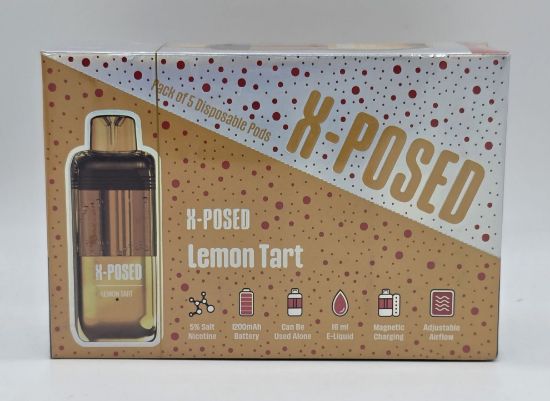 Pack of 5 Disposable Pods
X-POSED
X-POSED
Lemon Tart
X-POSED
LEMON TART
5% Salt
Nicotine
1200mAh
Battery
Can Be
Used Alone
16 ml
E-Liquid
Magnetic
Charging
Adjustable
Airflow